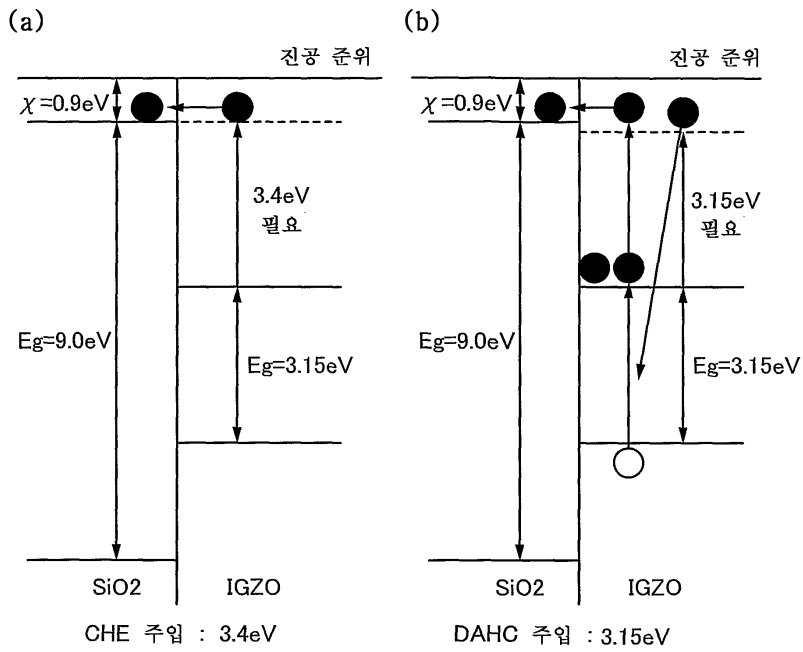 (a)
진공 준위
χ=0.9eV
3.4eV
필요
Eg=9.0eV
Eg=3.15eV
SiO2
IGZO
CHE 주입 : 3.4eV
(b)
진공 준위
χ=0.9eV
3.15eV
필요
Eg=9.0eV
Eg=3.15eV
SiO2
IGZO
DAHC 주입 : 3.15eV